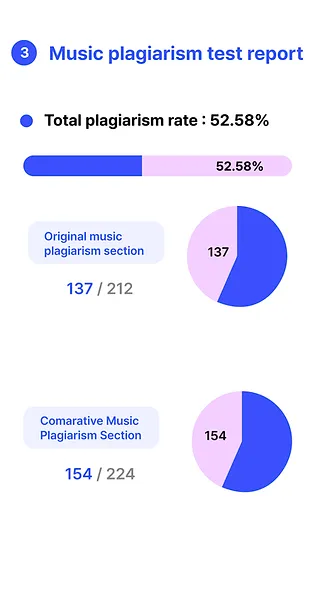 3 Music plagiarism test report
Total plagiarism rate : 52.58%
52.58%
Original music
plagiarism section
137 / 212
137
Comarative Music
Plagiarism Section
154 / 224
154